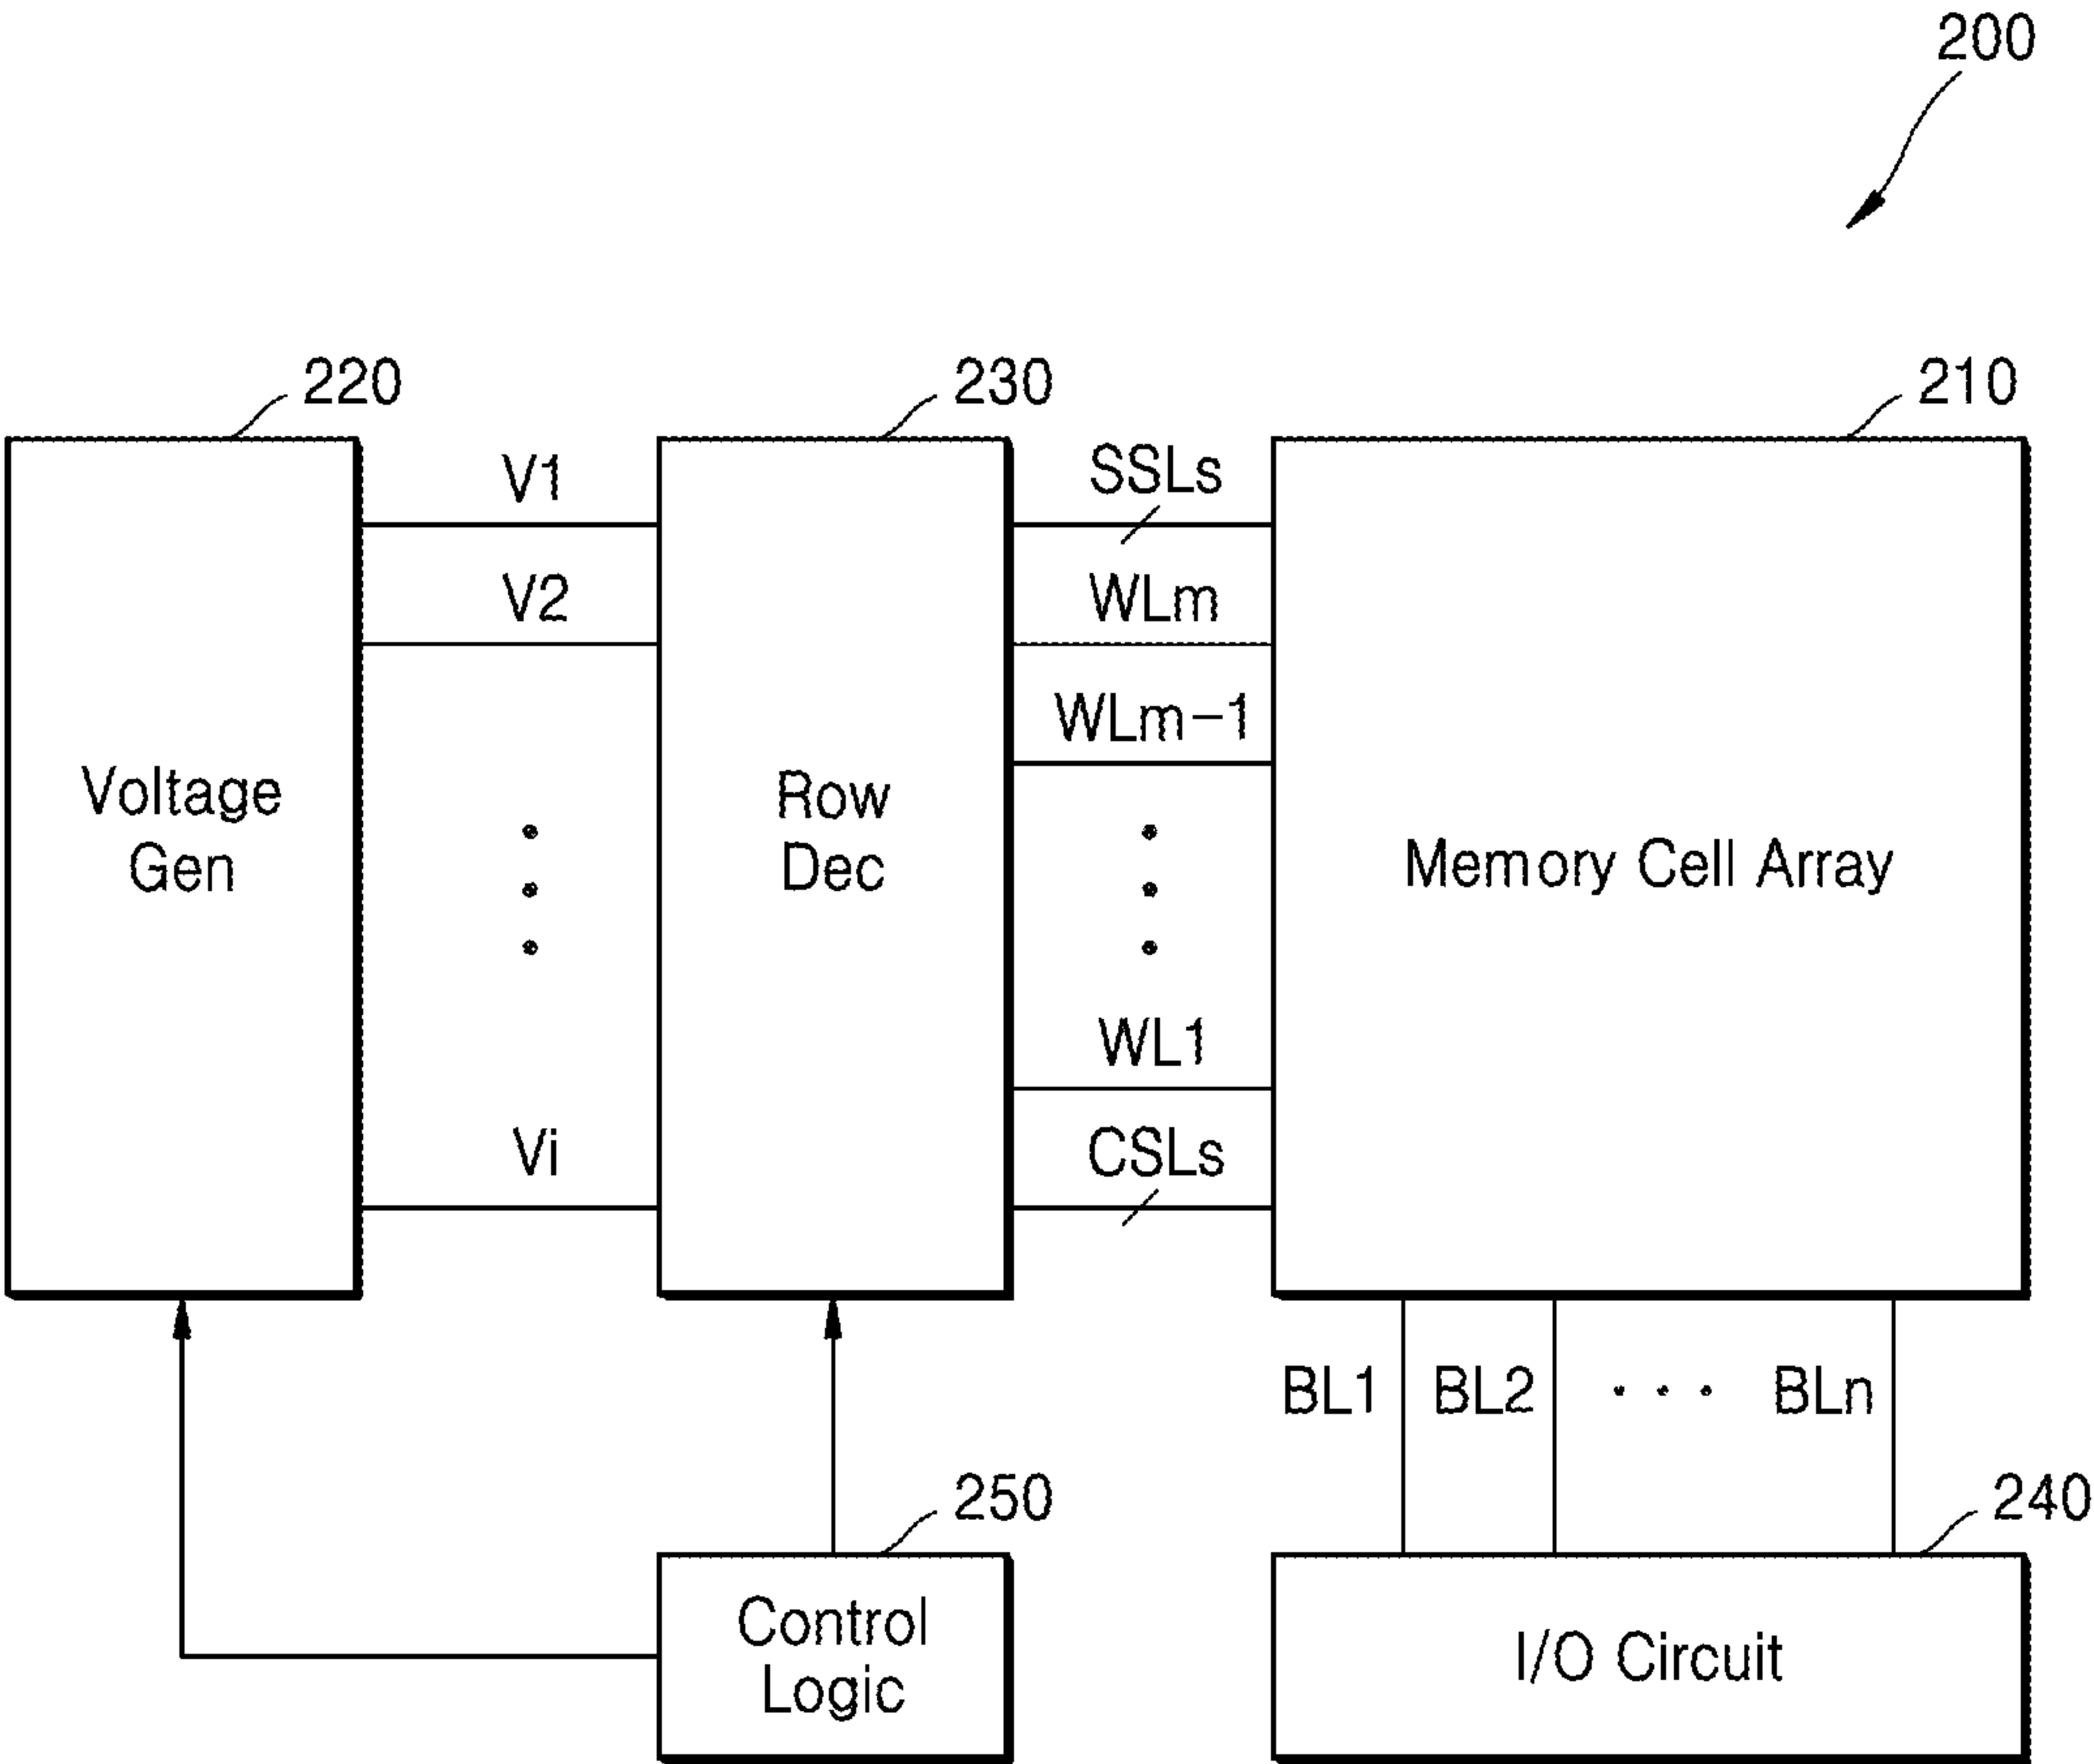 200
220
230
210
V1
SSLs
V2
WLm
WLm-1
Voltage
Gen
Row
Dec
Memory Cell Array
WL1
Vi
CSLs
BL1 BL2 ... BLn
250
240
Control
Logic
I/O Circuit